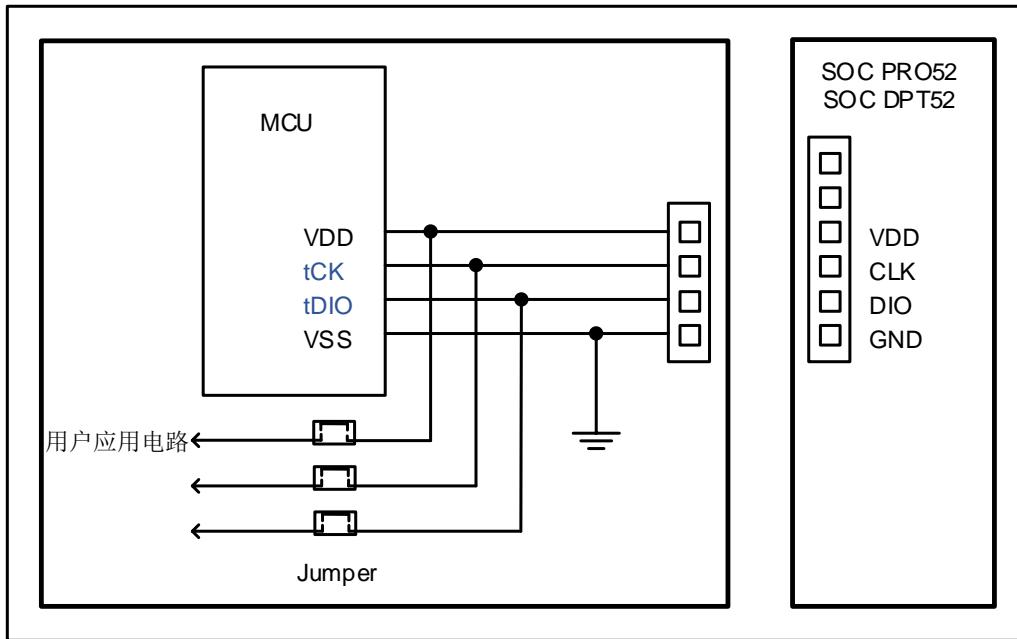 SOC PRO52
SOC DPT52
MCU
VDD
tCK
tDIO
VSS
VDD
CLK
DIO
GND
用户应用电路
Jumper